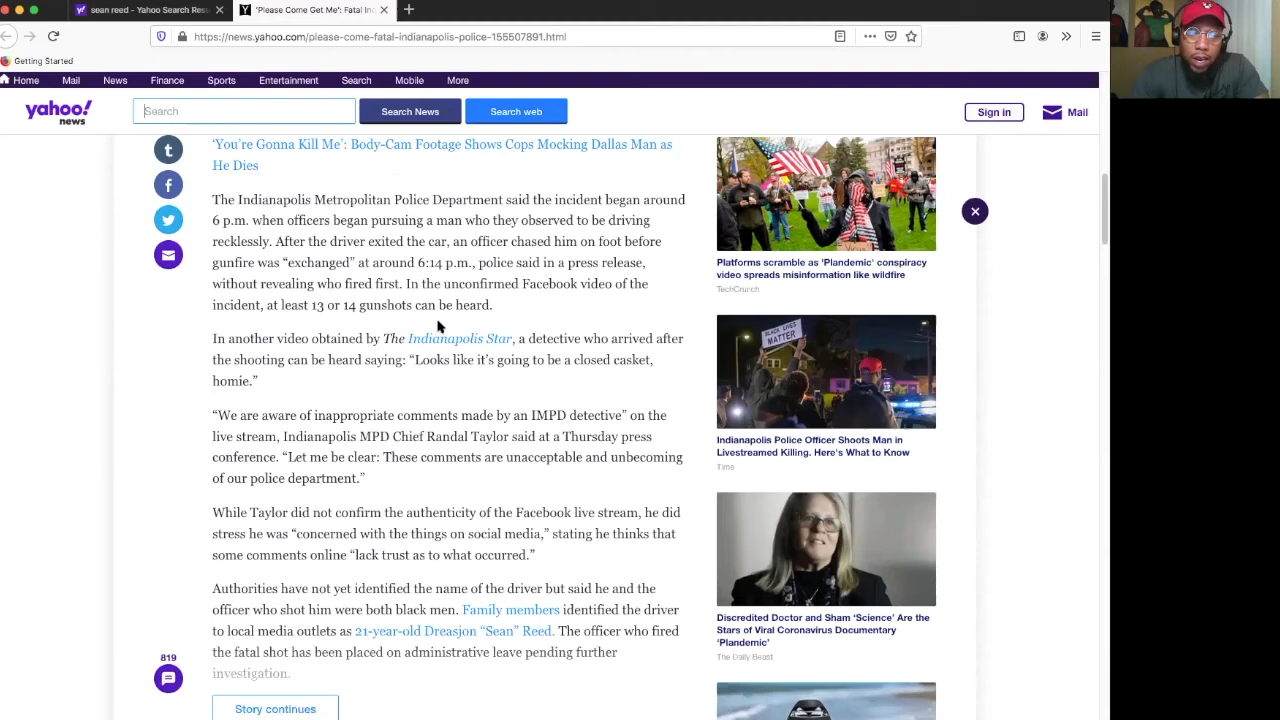 sean reed - Yahoo Search Resu
'Please Come Get Me': Fatal In
https://news.yahoo.com/please-come-fatal-indianapolis-police-155507891.html
Getting Started
Home Mail News Finance Sports Entertainment Search Mobile More
yahoo!
news
Search
Search News
Search web
Sign in
Mail
'You're Gonna Kill Me': Body-Cam Footage Shows Cops Mocking Dallas Man as
He Dies
The Indianapolis Metropolitan Police Department said the incident began around
6 p.m. when officers began pursuing a man who they observed to be driving
recklessly. After the driver exited the car, an officer chased him on foot before
gunfire was “exchanged” at around 6:14 p.m., police said in a press release,
without revealing who fired first. In the unconfirmed Facebook video of the
incident, at least 13 or 14 gunshots can be heard.
In another video obtained by The Indianapolis Star, a detective who arrived after
the shooting can be heard saying: “Looks like it’s going to be a closed casket,
homie.”
“We are aware of inappropriate comments made by an IMPD detective” on the
live stream, Indianapolis MPD Chief Randal Taylor said at a Thursday press
conference. “Let me be clear: These comments are unacceptable and unbecoming
of our police department.”
While Taylor did not confirm the authenticity of the Facebook live stream, he did
stress he was “concerned with the things on social media,” stating he thinks that
some comments online “lack trust as to what occurred.”
Authorities have not yet identified the name of the driver but said he and the
officer who shot him were both black men. Family members identified the driver
to local media outlets as 21-year-old Dreasjon “Sean” Reed. The officer who fired
the fatal shot has been placed on administrative leave pending further
investigation.
Story continues
819
Platforms scramble as 'Plandemic' conspiracy
video spreads misinformation like wildfire
TechCrunch
BLACK LIVES
MATTER
Indianapolis Police Officer Shoots Man in
Livestreamed Killing. Here's What to Know
Time
Discredited Doctor and Sham 'Science' Are the
Stars of Viral Coronavirus Documentary
'Plandemic'
The Daily Beast